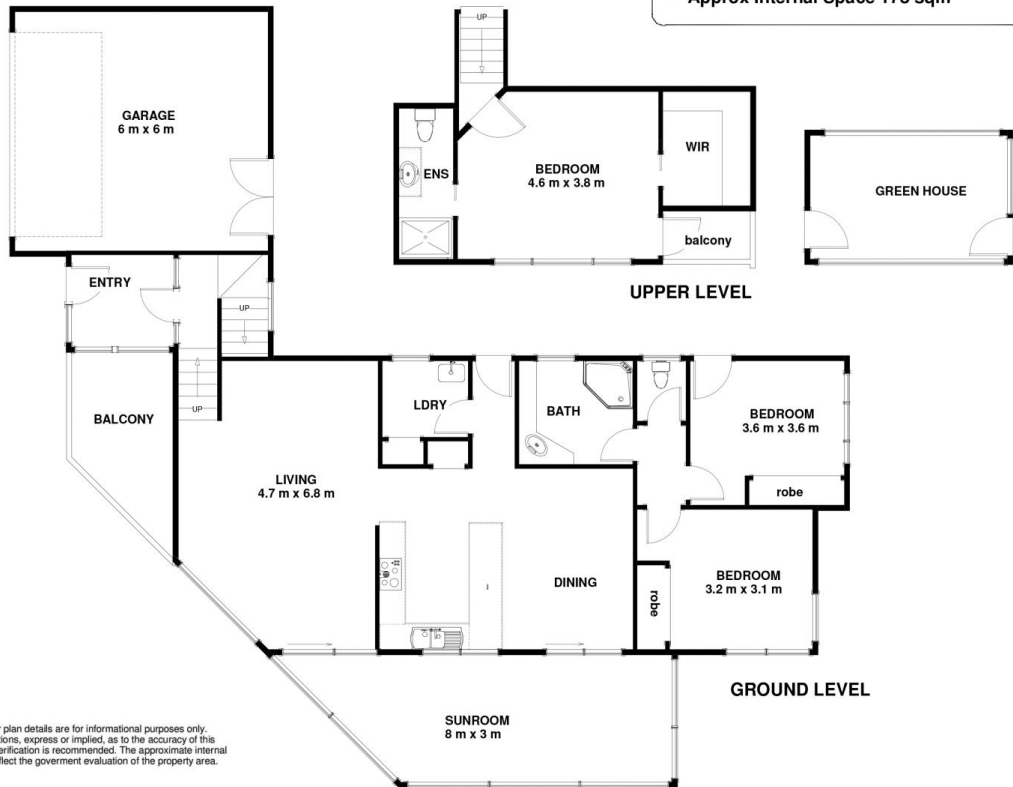 Approx Internal Space 175 sqm
UP
GARAGE
6 m x 6 m
BEDROOM
4.6 m x 3.8 m
WIR
ENS
balcony
GREEN HOUSE
UPPER LEVEL
ENTRY
UP
UP
BALCONY
LDRY
BATH
BEDROOM
3.6 m x 3.6 m
robe
LIVING
4.7 m x 6.8 m
DINING
BEDROOM
3.2 m x 3.1 m
robe
GROUND LEVEL
SUNROOM
8 m x 3 m
plan details are for informational purposes only.
express or implied, as to the accuracy of this
verification is recommended. The approximate internal
the goverment evaluation of the property area.